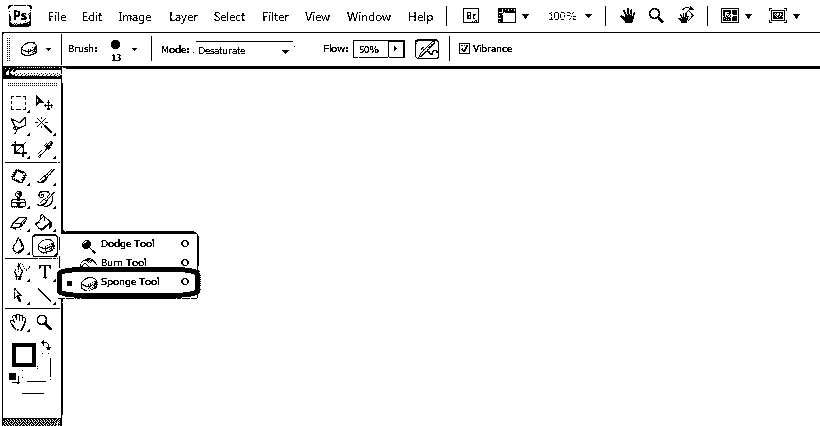 Ps File Edit Image Layer Select Filter View Window Help Br 100%
Brush: 13 Mode: Desaturate Flow: 50% Vibrance
T
Dodge Tool O
Burn Tool O
Sponge Tool O